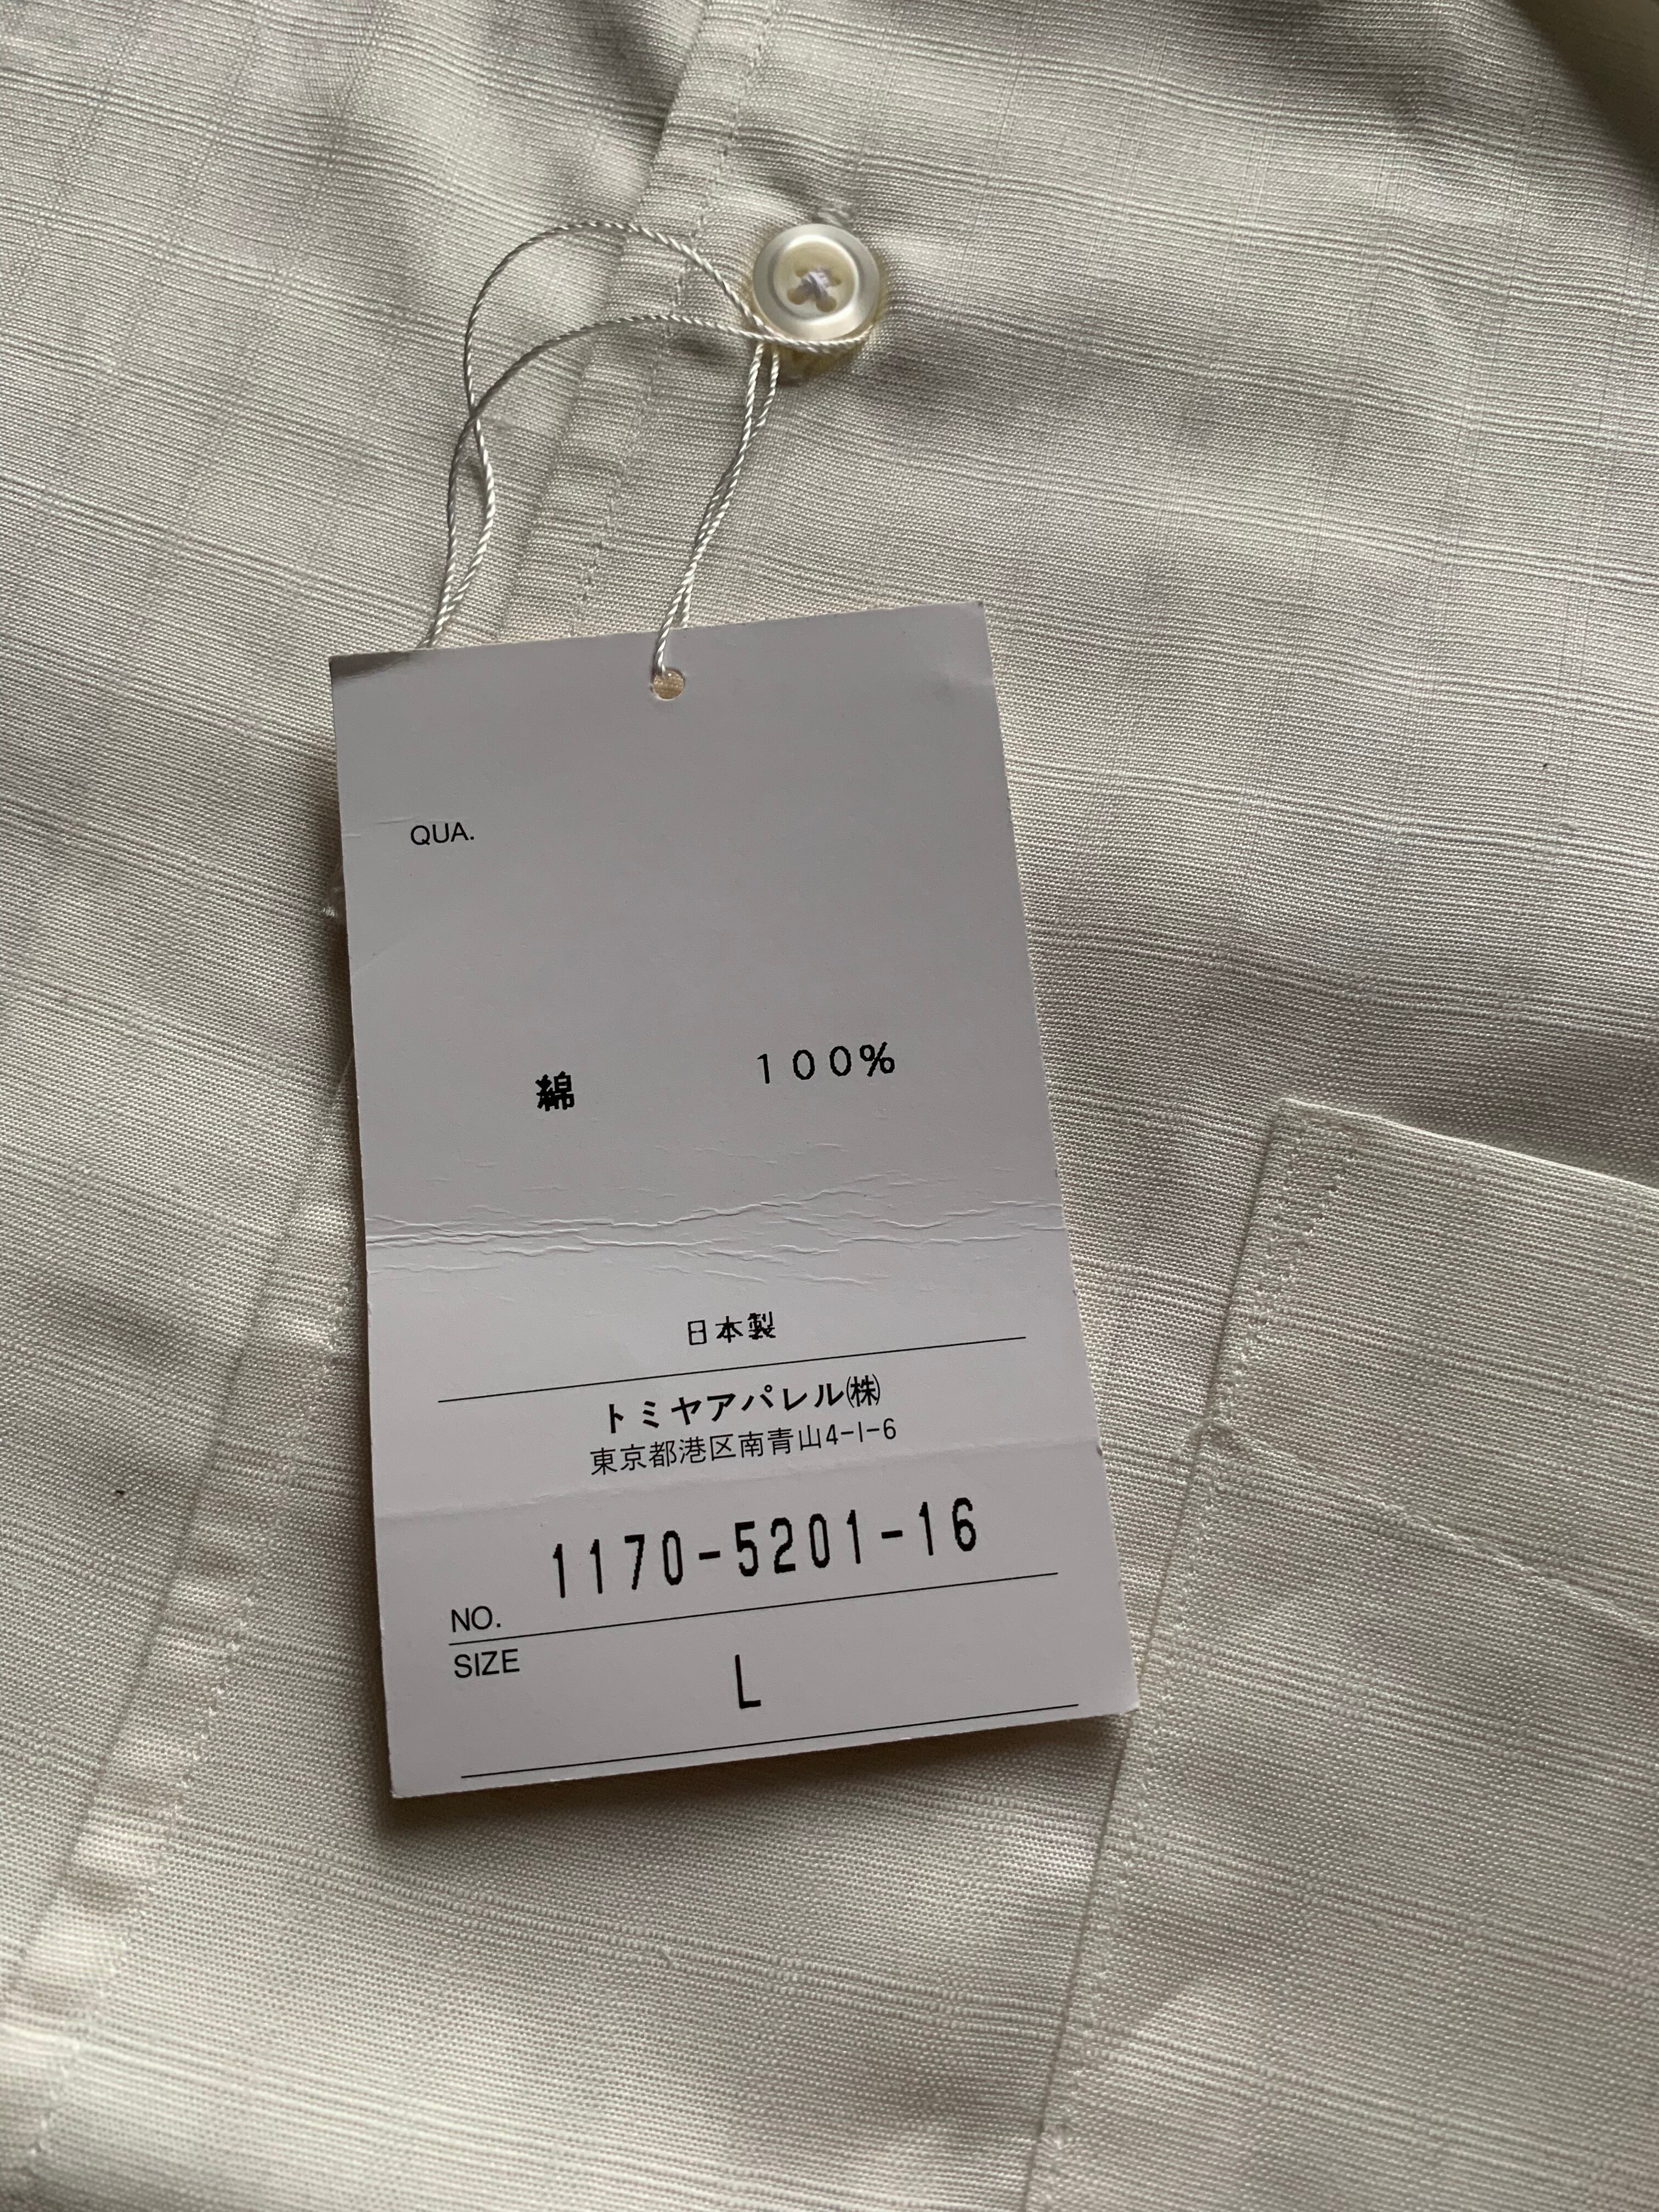 QUA.
綿 100%
日本製
トミヤアパレル㈱
東京都港区南青山4-1-6
NO. 1170-5201-16
SIZE L